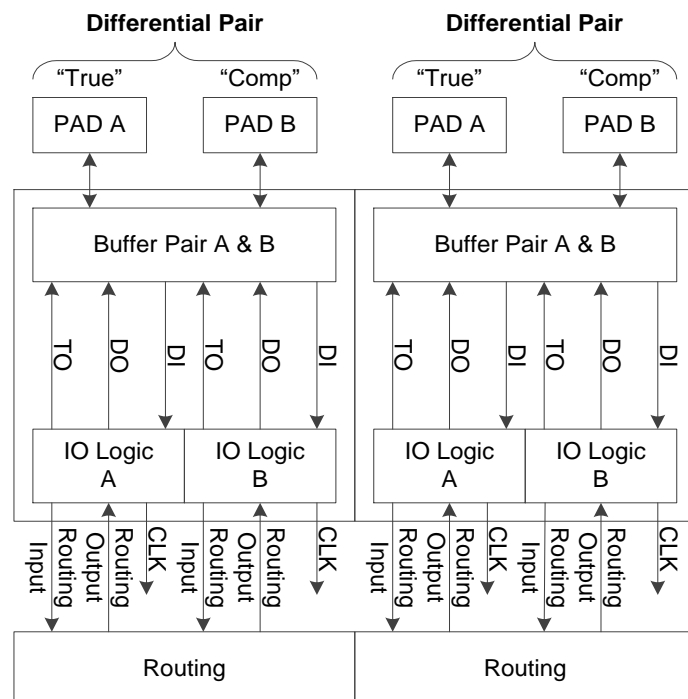 Differential Pair
Differential Pair
“True”
“Comp”
“True”
“Comp”
PAD A
PAD B
PAD A
PAD B
Buffer Pair A & B
Buffer Pair A & B
TO
DO
DI
TO
DO
DI
TO
DO
DI
TO
DO
DI
IO Logic
A
IO Logic
B
IO Logic
A
IO Logic
B
Routing
Input
Routing
Output
CLK
Routing
Input
Routing
Output
CLK
Routing
Input
Routing
Output
CLK
Routing
Input
Routing
Output
CLK
Routing
Routing